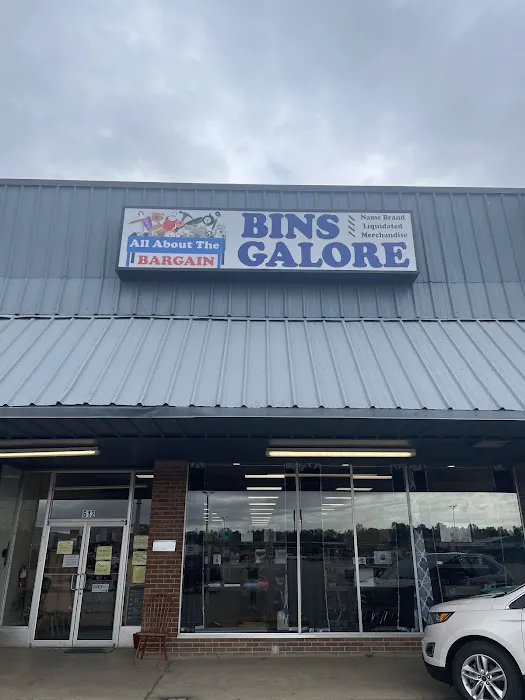 BINS
GALORE
Name Brand
Liquidated
Merchandise
All About The
BARGAIN
512